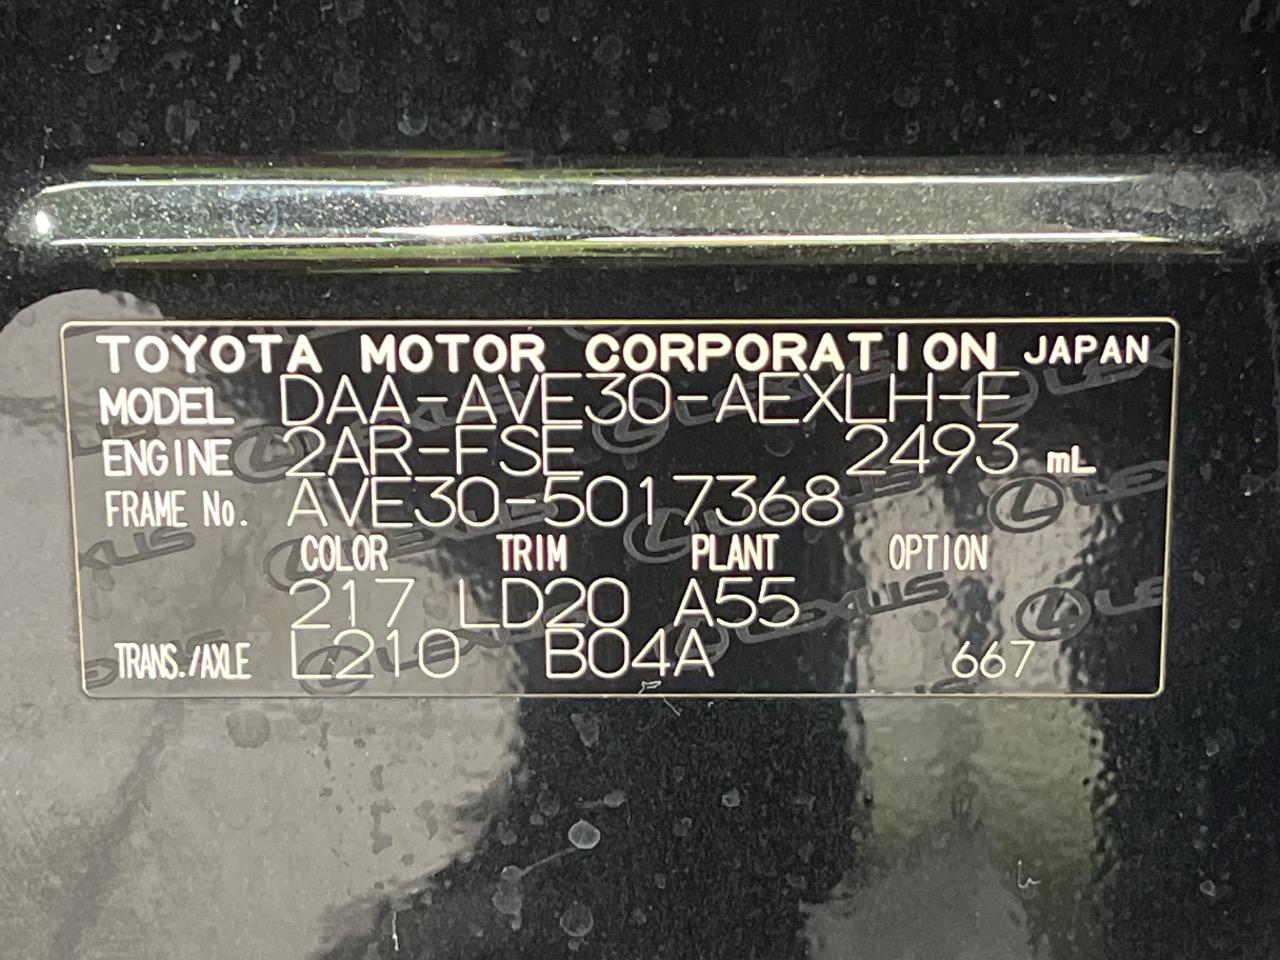 TOYOTA MOTOR CORPORATION JAPAN
MODEL DAA-AVE30-AEXLH-F
ENGINE 2AR-FSE 2493 mL
FRAME No. AVE30-5017368
COLOR TRIM PLANT OPTION
217 LD20 A55
TRANS./AXLE L210 B04A 667
LEXUS